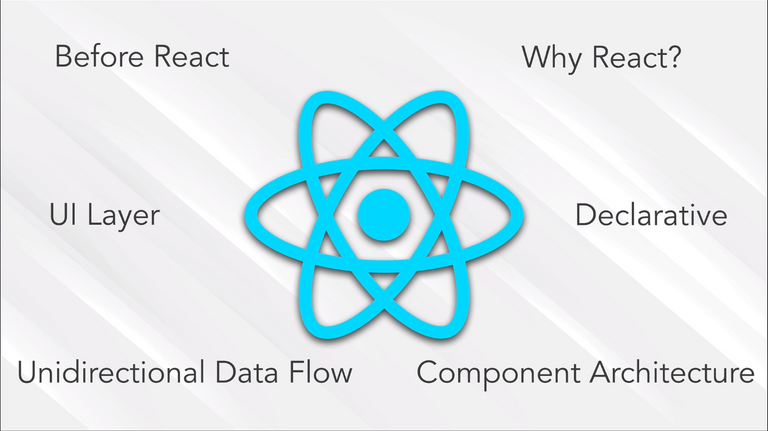 Before React
Why React?
UI Layer
Declarative
Unidirectional Data Flow
Component Architecture